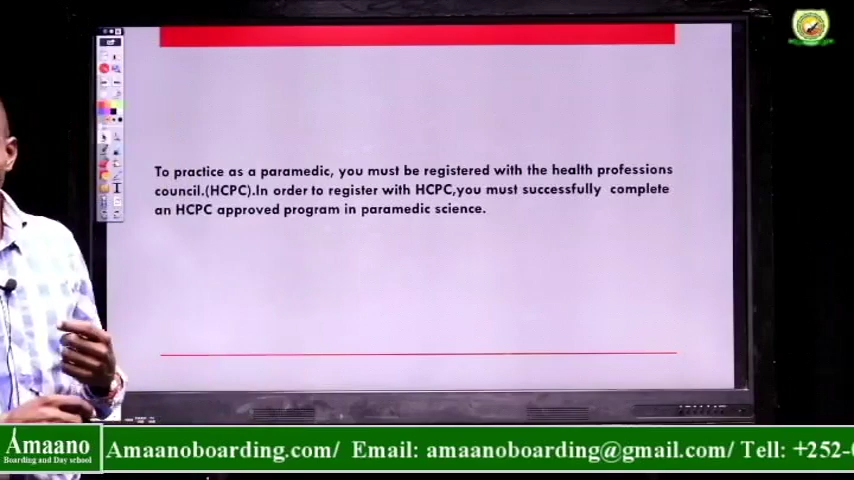 To practice as a paramedic, you must be registered with the health professions
council.(HCPC).In order to register with HCPC,you must successfully complete
an HCPC approved program in paramedic science.
Amaano
Boarding and Day school
Amaanoboarding.com/ Email: amaanoboarding@gmail.com/ Tell: +252-